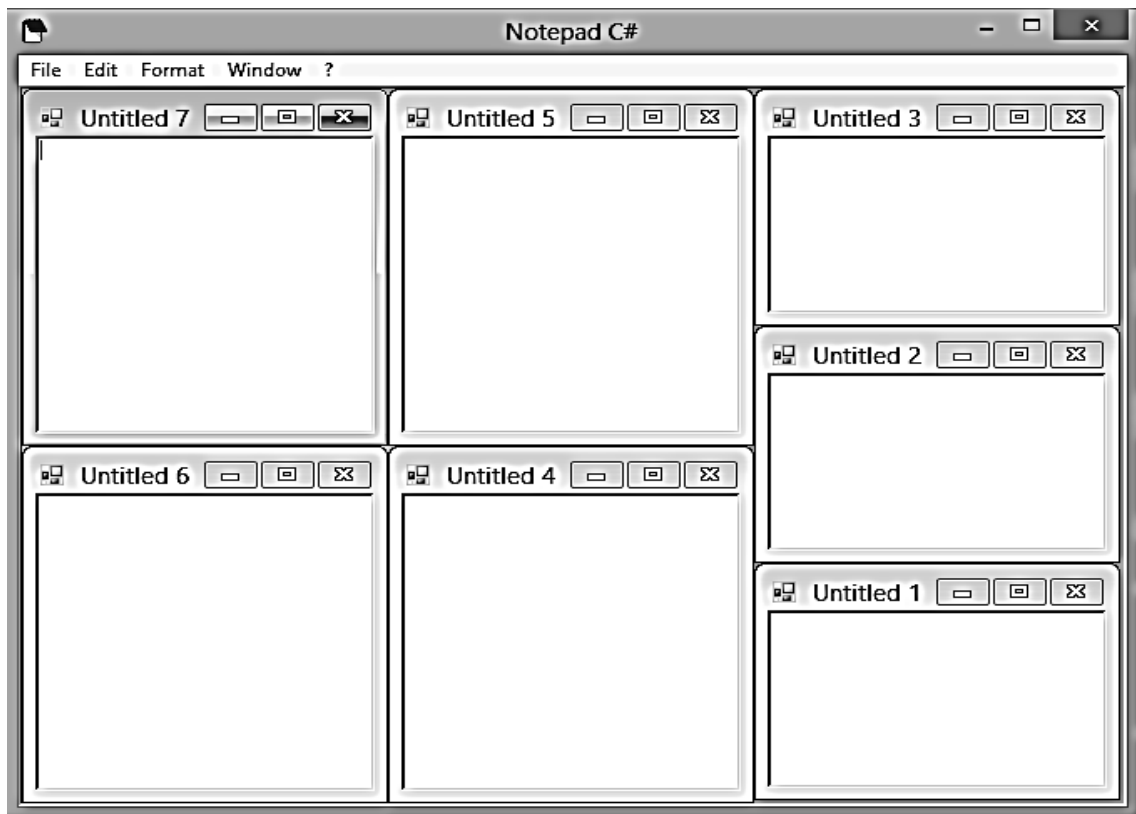 Notepad C#
File Edit Format Window ?
Untitled 7
Untitled 5
Untitled 3
Untitled 2
Untitled 6
Untitled 4
Untitled 1